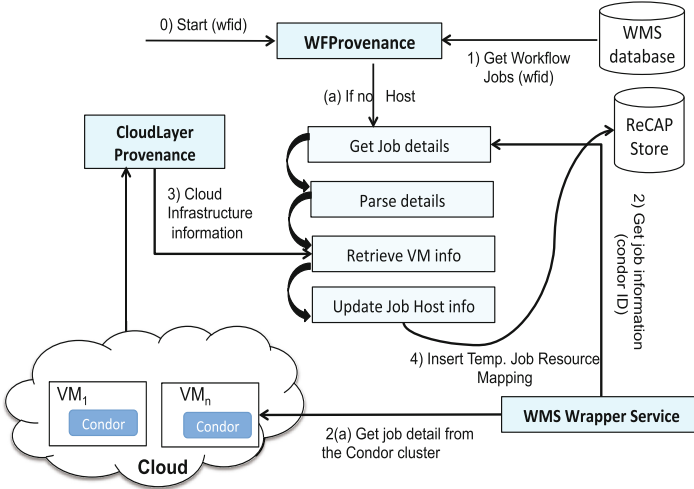 0) Start (wfid)
WFProvenance
WMS
database
1) Get Workflow
Jobs (wfid)
(a) If no Host
ReCAP
Store
CloudLayer
Provenance
Get Job details
3) Cloud
Infrastructure
information
Parse details
2) Get job information
(condor ID)
Retrieve VM info
Update Job Host info
4) Insert Temp. Job Resource
Mapping
VM1
Condor
VMn
Condor
Cloud
2(a) Get job detail from
the Condor cluster
WMS Wrapper Service